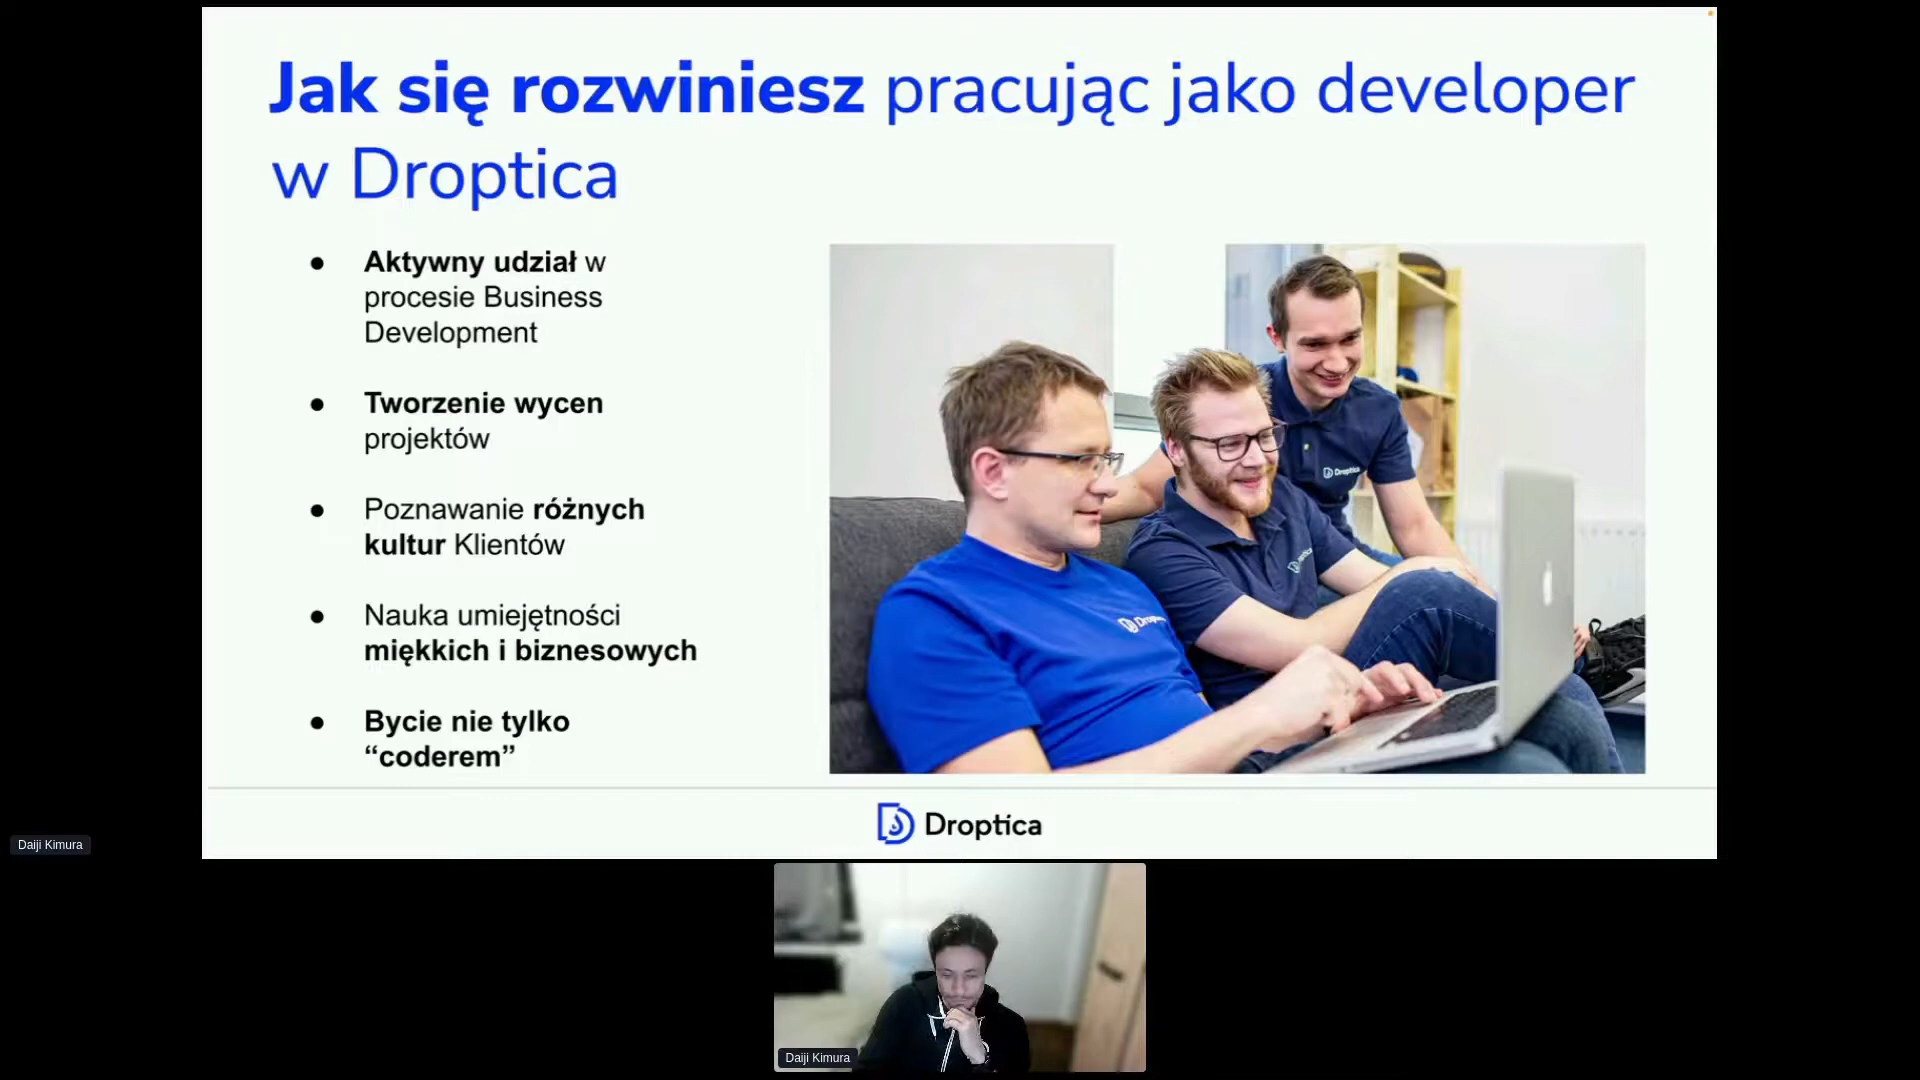 Jak się rozwiniesz pracując jako developer
w Droptica
● Aktywny udział w
procesie Business
Development
● Tworzenie wycen
projektów
● Poznawanie różnych
kultur Klientów
● Nauka umiejętności
miękkich i biznesowych
● Bycie nie tylko
“coderem”
Droptica
Droptica
Daiji Kimura
Daiji Kimura